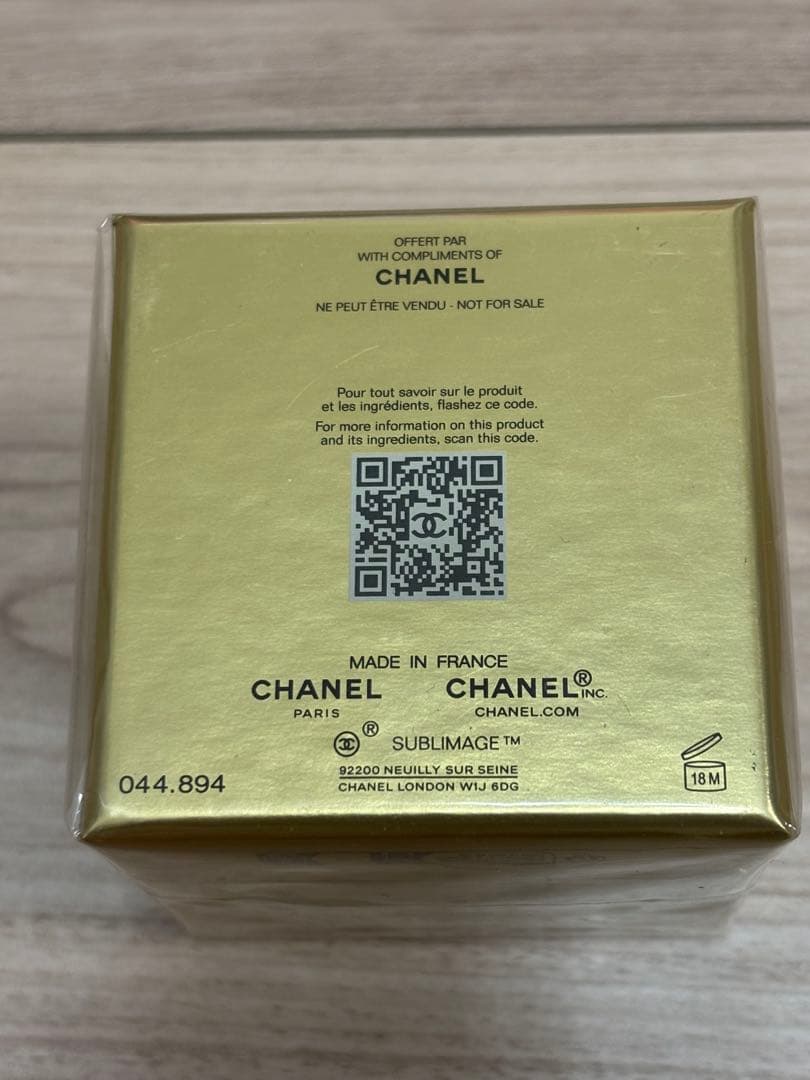 OFFERT PAR
WITH COMPLIMENTS OF
CHANEL
NE PEUT ÊTRE VENDU - NOT FOR SALE
Pour tout savoir sur le produit
et les ingrédients, flashez ce code.
For more information on this product
and its ingredients, scan this code.
MADE IN FRANCE
CHANEL CHANEL® INC.
PARIS CHANEL.COM
® SUBLIMAGE™
92200 NEUILLY SUR SEINE
CHANEL LONDON W1J 6DG
044.894
18 M